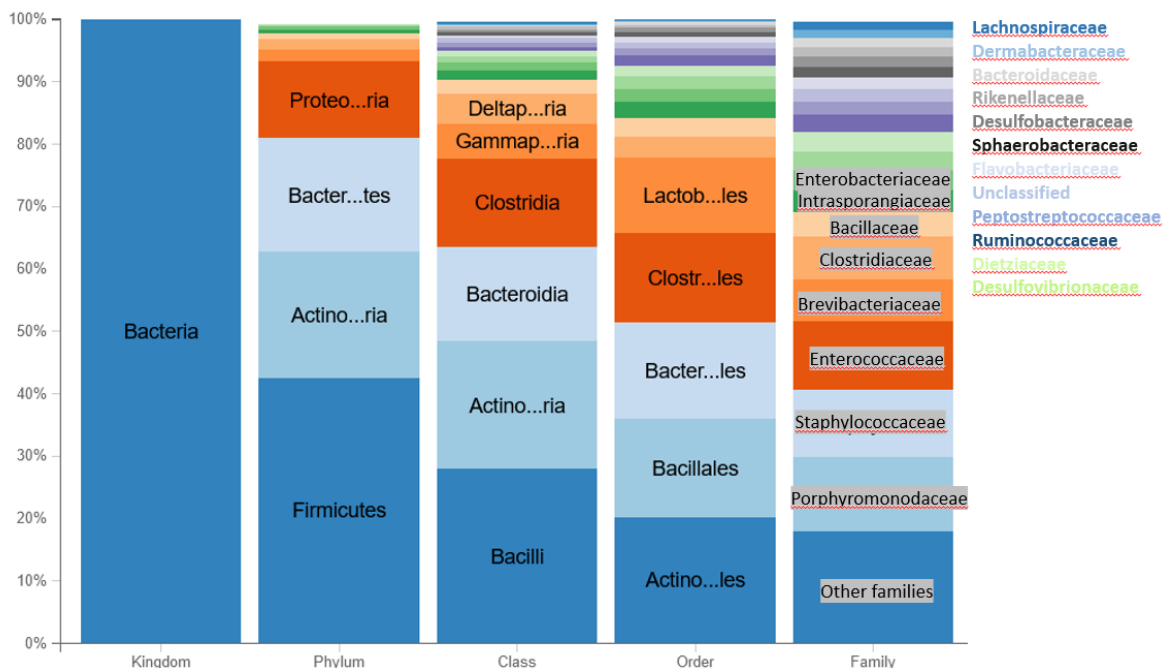 100%
90%
80%
70%
60%
50%
40%
30%
20%
10%
0%
Bacteria
Kingdom
Proteo...ria
Bacter...tes
Actino...ria
Firmicutes
Phylum
Deltap...ria
Gammap...ria
Clostridia
Bacteroidia
Actino...ria
Bacilli
Class
Lactob...les
Clostr...les
Bacter...les
Bacillales
Actino...les
Order
Enterobacteriaceae
Intrasporangiaceae
Bacillaceae
Clostridiaceae
Brevibacteriaceae
Enterococcaceae
Staphylococcaceae
Porphyromonodaceae
Other families
Family
Lachnospiraceae
Dermabacteraceae
Bacteroidaceae
Rikenellaceae
Desulfobacteraceae
Sphaerobacteraceae
Flavobacteriaceae
Unclassified
Peptostreptococcaceae
Ruminococcaceae
Dietziaceae
Desulfovibrionaceae